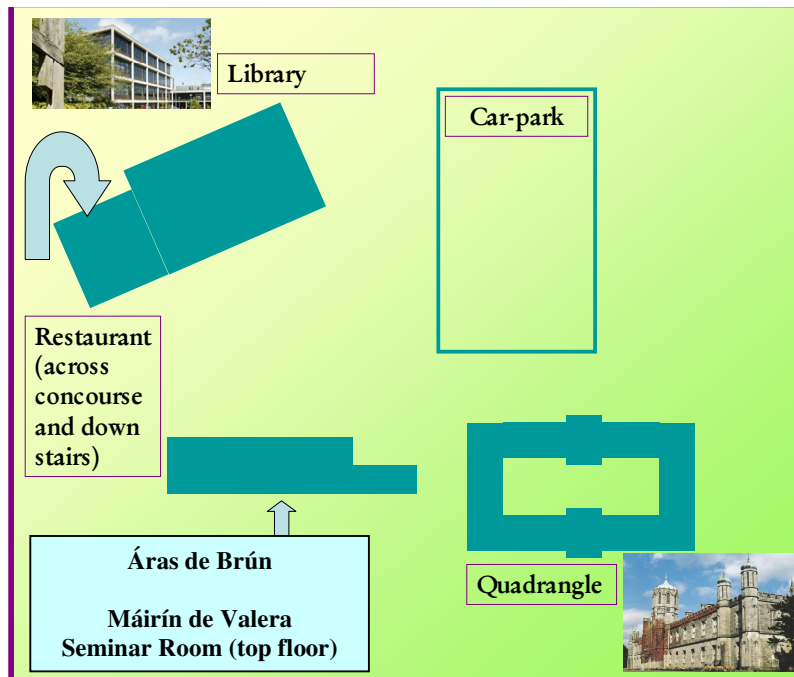 Library
Car-park
Restaurant
(across
concourse
and down
stairs)
Áras de Brún
Máirín de Valera
Seminar Room (top floor)
Quadrangle